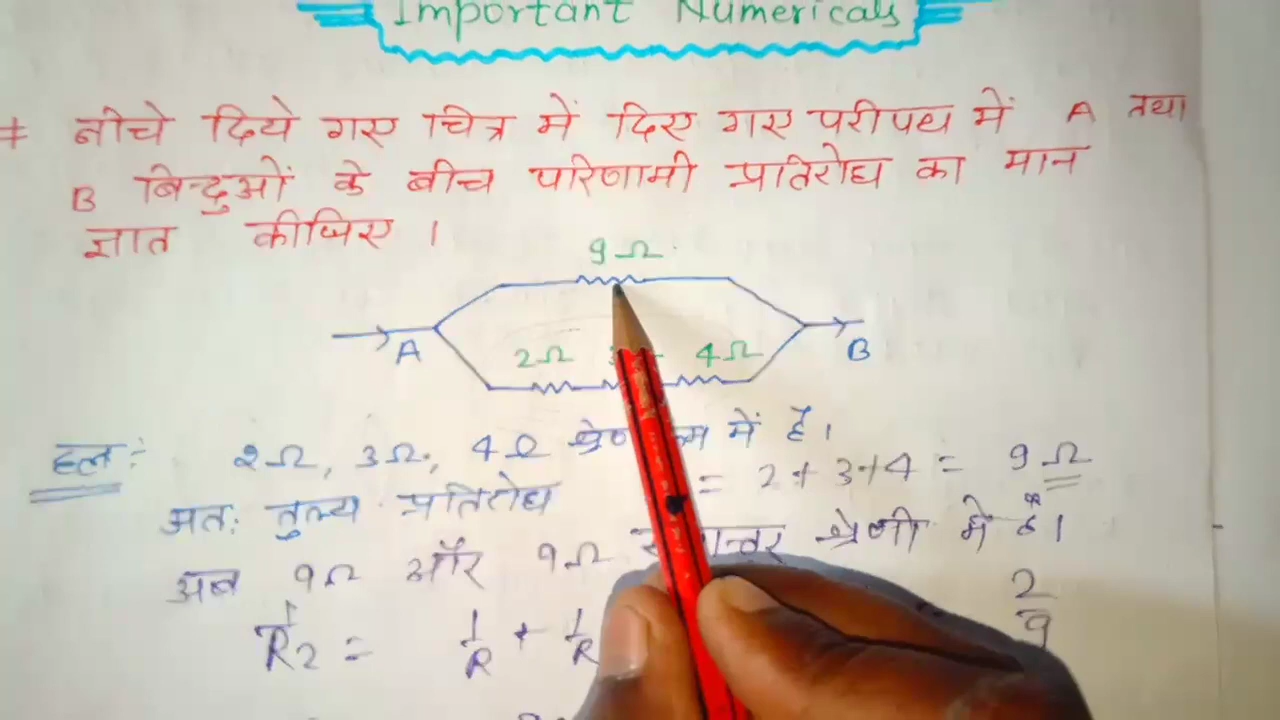 Important Numericals
नीचे दिये गए चित्र में दिए गए परीपथ में A तथा
B बिन्दुओं के बीच परिणामी प्रतिरोध का मान
ज्ञात कीजिए ।
9Ω
A B
2Ω 4Ω
हल: 2Ω, 3Ω, 4Ω में है।
अतः तुल्य प्रतिरोध = 2+3+4 = 9Ω
अब 9Ω और 9Ω श्रेणी में है।
1/R2 = 1/R + 1/R 2/9